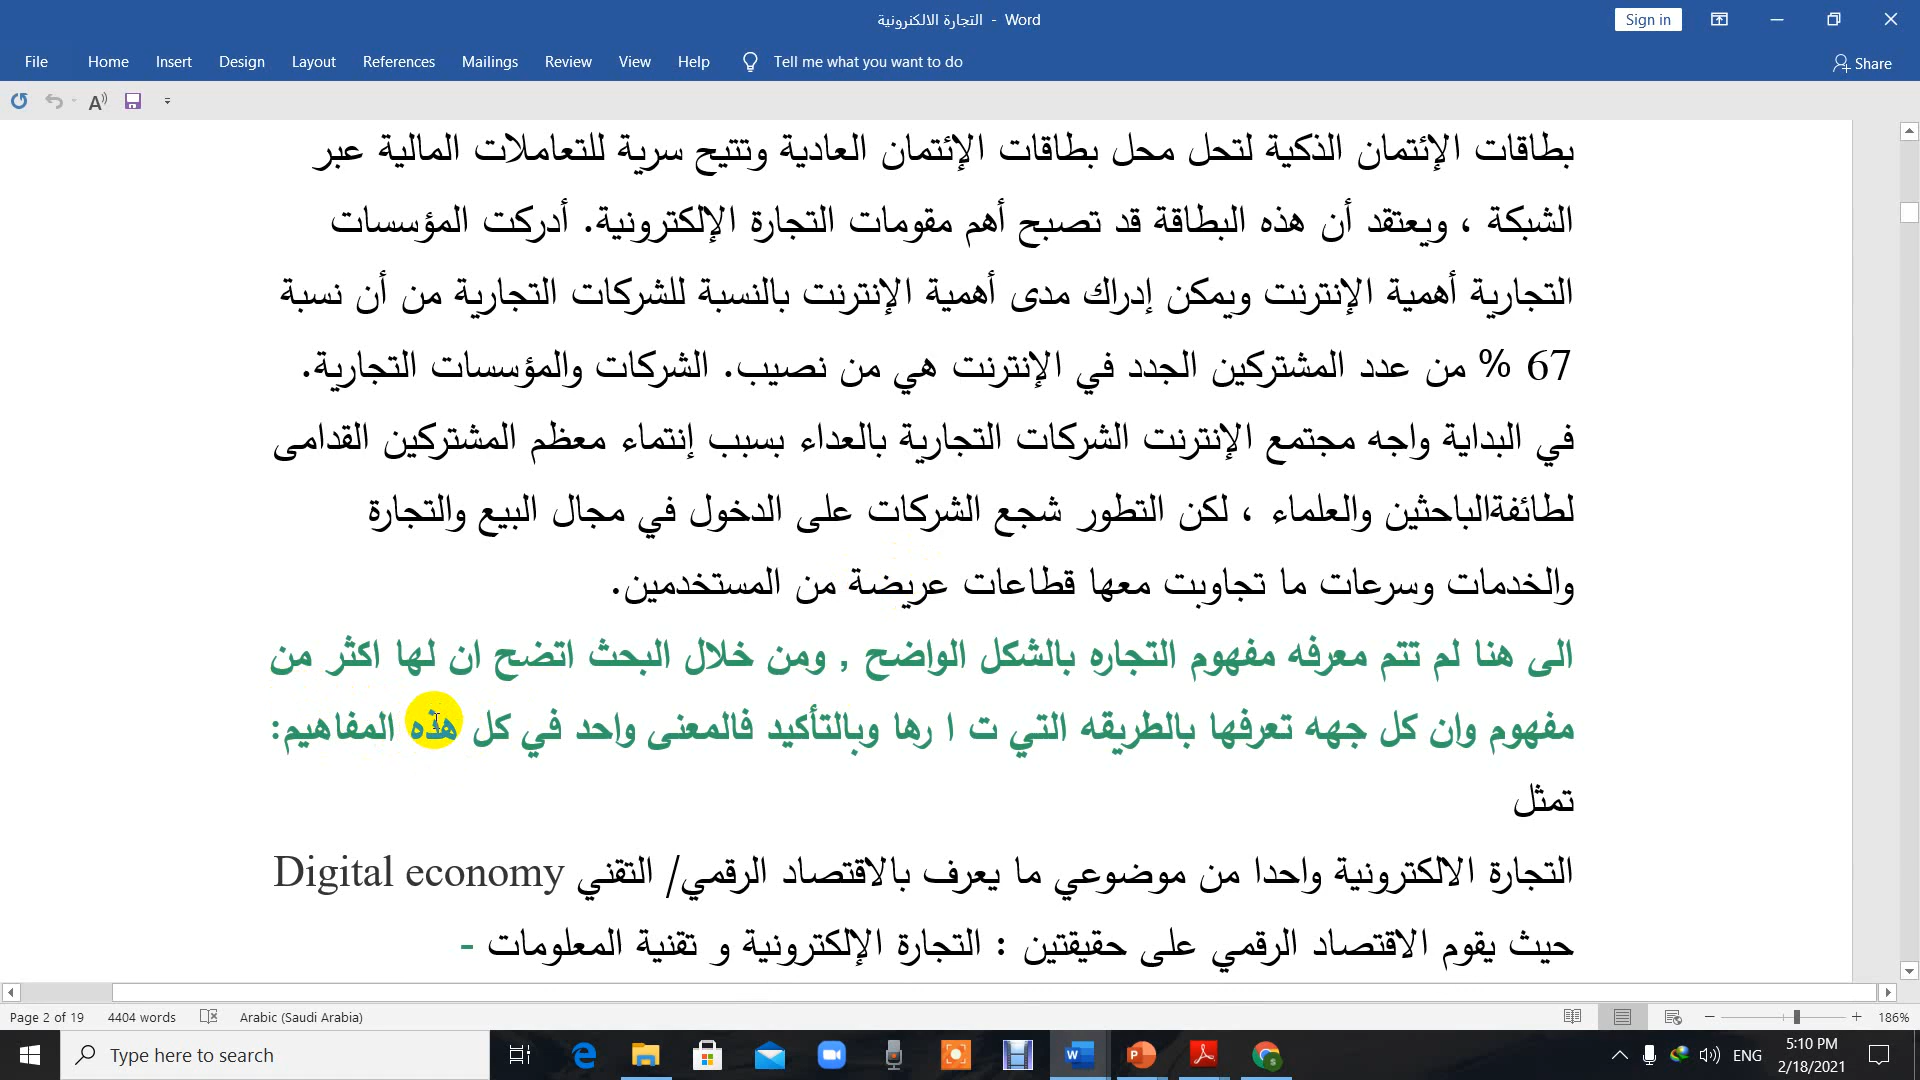 التجارة الالكنرونية - Word
Sign in
File Home Insert Design Layout References Mailings Review View Help Tell me what you want to do
Share
بطاقات الإئتمان الذكية لتحل محل بطاقات الإئتمان العادية وتتيح سرية للتعاملات المالية عبر
الشبكة ، ويعتقد أن هذه البطاقة قد تصبح أهم مقومات التجارة الإلكترونية. أدركت المؤسسات
التجارية أهمية الإنترنت ويمكن إدراك مدى أهمية الإنترنت بالنسبة للشركات التجارية من أن نسبة
67 % من عدد المشتركين الجدد في الإنترنت هي من نصيب. الشركات والمؤسسات التجارية.
في البداية واجه مجتمع الإنترنت الشركات التجارية بالعداء بسبب إنتماء معظم المشتركين القدامى
لطائفةالباحثين والعلماء ، لكن التطور شجع الشركات على الدخول في مجال البيع والتجارة
والخدمات وسرعات ما تجاوبت معها قطاعات عريضة من المستخدمين.
الى هنا لم تتم معرفه مفهوم التجاره بالشكل الواضح , ومن خلال البحث اتضح ان لها اكثر من
مفهوم وان كل جهه تعرفها بالطريقه التي ت ا رها وبالتأكيد فالمعنى واحد في كل هذه المفاهيم:
تمثل
التجارة الالكترونية واحدا من موضوعي ما يعرف بالاقتصاد الرقمي/ التقني Digital economy
حيث يقوم الاقتصاد الرقمي على حقيقتين : التجارة الإلكترونية و تقنية المعلومات -
Page 2 of 19 4404 words Arabic (Saudi Arabia) 186%
Type here to search
ENG
5:10 PM
2/18/2021